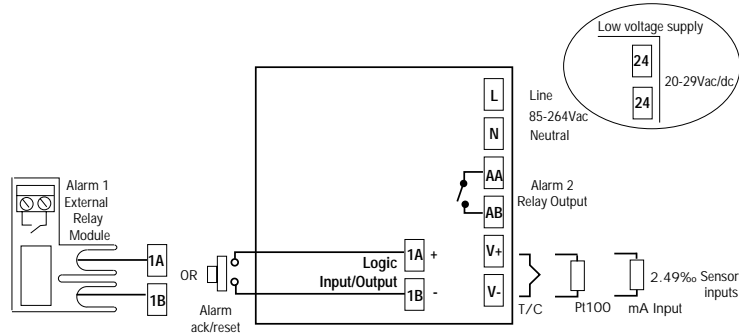 Low voltage supply
24
20-29Vac/dc
24
L
Line
85-264Vac
N
Neutral
AA
Alarm 2
Relay Output
AB
Alarm 1
External
Relay
Module
1A
1B
OR
Alarm
ack/reset
Logic
Input/Output
1A +
1B -
V+
V-
T/C
Pt100
mA Input
2.49‰ Sensor
inputs